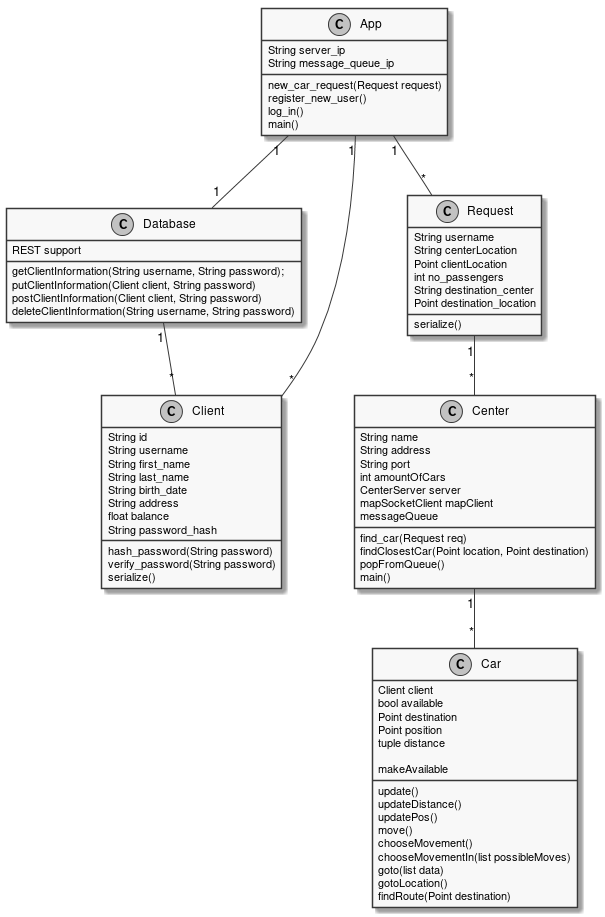 C App
String server_ip
String message_queue_ip
new_car_request(Request request)
register_new_user()
log_in()
main()
1
1
1
1
*
C Database
REST support
getClientInformation(String username, String password);
putClientInformation(Client client, String password)
postClientInformation(Client client, String password)
deleteClientInformation(String username, String password)
C Request
String username
String centerLocation
Point clientLocation
int no_passengers
String destination_center
Point destination_location
serialize()
1
*
*
1
*
C Client
String id
String username
String first_name
String last_name
String birth_date
String address
float balance
String password_hash
hash_password(String password)
verify_password(String password)
serialize()
C Center
String name
String address
String port
int amountOfCars
CenterServer server
mapSocketClient mapClient
messageQueue
find_car(Request req)
findClosestCar(Point location, Point destination)
popFromQueue()
main()
1
*
C Car
Client client
bool available
Point destination
Point position
tuple distance
makeAvailable
update()
updateDistance()
updatePos()
move()
chooseMovement()
chooseMovementIn(list possibleMoves)
goto(list data)
gotoLocation()
findRoute(Point destination)